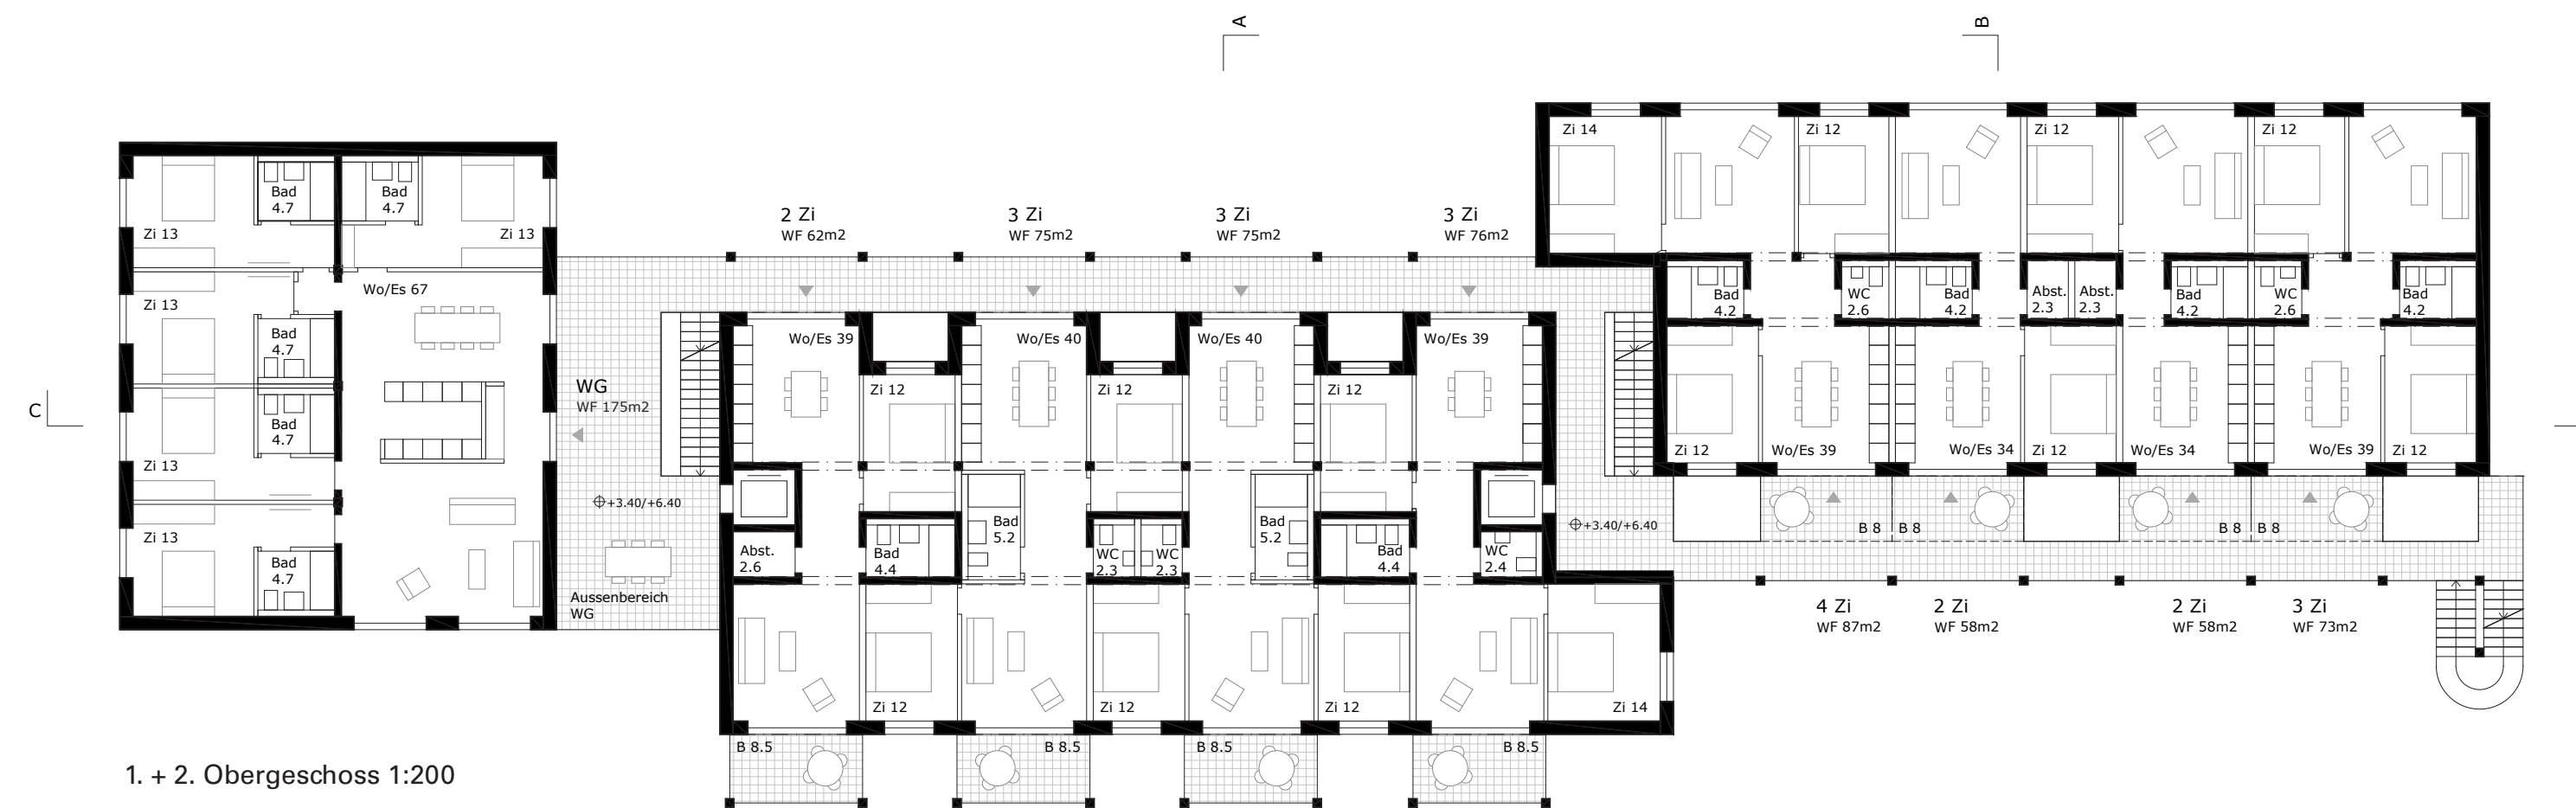 A
B
Zi 14
Zi 12
Zi 12
Zi 12
Bad
4.7
Bad
4.7
Zi 13
Zi 13
2 Zi
WF 62m2
3 Zi
WF 75m2
3 Zi
WF 75m2
3 Zi
WF 76m2
Zi 13
Wo/Es 67
Bad
4.7
Bad
4.2
WC
2.6
Bad
4.2
Abst.
2.3
Abst.
2.3
Bad
4.2
WC
2.6
Bad
4.2
Wo/Es 39
Wo/Es 40
Wo/Es 40
Wo/Es 39
WG
WF 175m2
Zi 12
Zi 12
Zi 12
C
Bad
4.7
Zi 13
Zi 12
Wo/Es 39
Wo/Es 34
Zi 12
Wo/Es 34
Wo/Es 39
Zi 12
+3.40/+6.40
+3.40/+6.40
B 8
B 8
B 8
B 8
Zi 13
Bad
4.7
Abst.
2.6
Bad
4.4
Bad
5.2
WC
2.3
WC
2.3
Bad
5.2
Bad
4.4
WC
2.4
Aussenbereich
WG
4 Zi
WF 87m2
2 Zi
WF 58m2
2 Zi
WF 58m2
3 Zi
WF 73m2
Zi 12
Zi 12
Zi 12
Zi 14
B 8.5
B 8.5
B 8.5
B 8.5
1. + 2. Obergeschoss 1:200